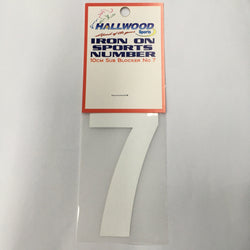 HALLWOOD
Sports
IRON ON
SPORTS
NUMBER
10CM SUB BLOCKER NO 7
7